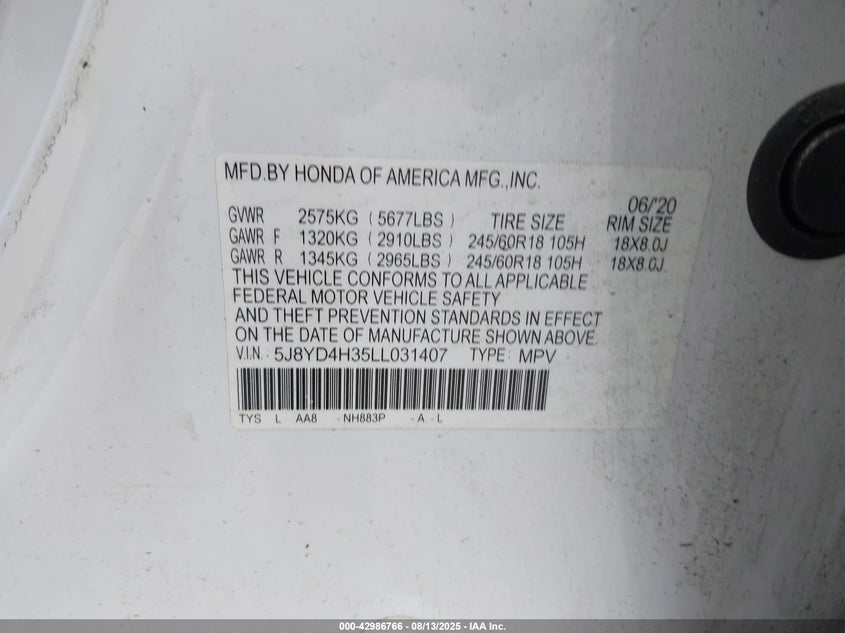 MFD.BY HONDA OF AMERICA MFG.,INC.
06/'20
GVWR 2575KG (5677LBS) TIRE SIZE RIM SIZE
GAWR F 1320KG (2910LBS) 245/60R18 105H 18X8.0J
GAWR R 1345KG (2965LBS) 245/60R18 105H 18X8.0J
THIS VEHICLE CONFORMS TO ALL APPLICABLE
FEDERAL MOTOR VEHICLE SAFETY
AND THEFT PREVENTION STANDARDS IN EFFECT
ON THE DATE OF MANUFACTURE SHOWN ABOVE.
V.I.N.: 5J8YD4H35LL031407 TYPE: MPV
TYS L AA8 -NH883P -A -L
000-42986766 - 08/13/2025 - IAA Inc.